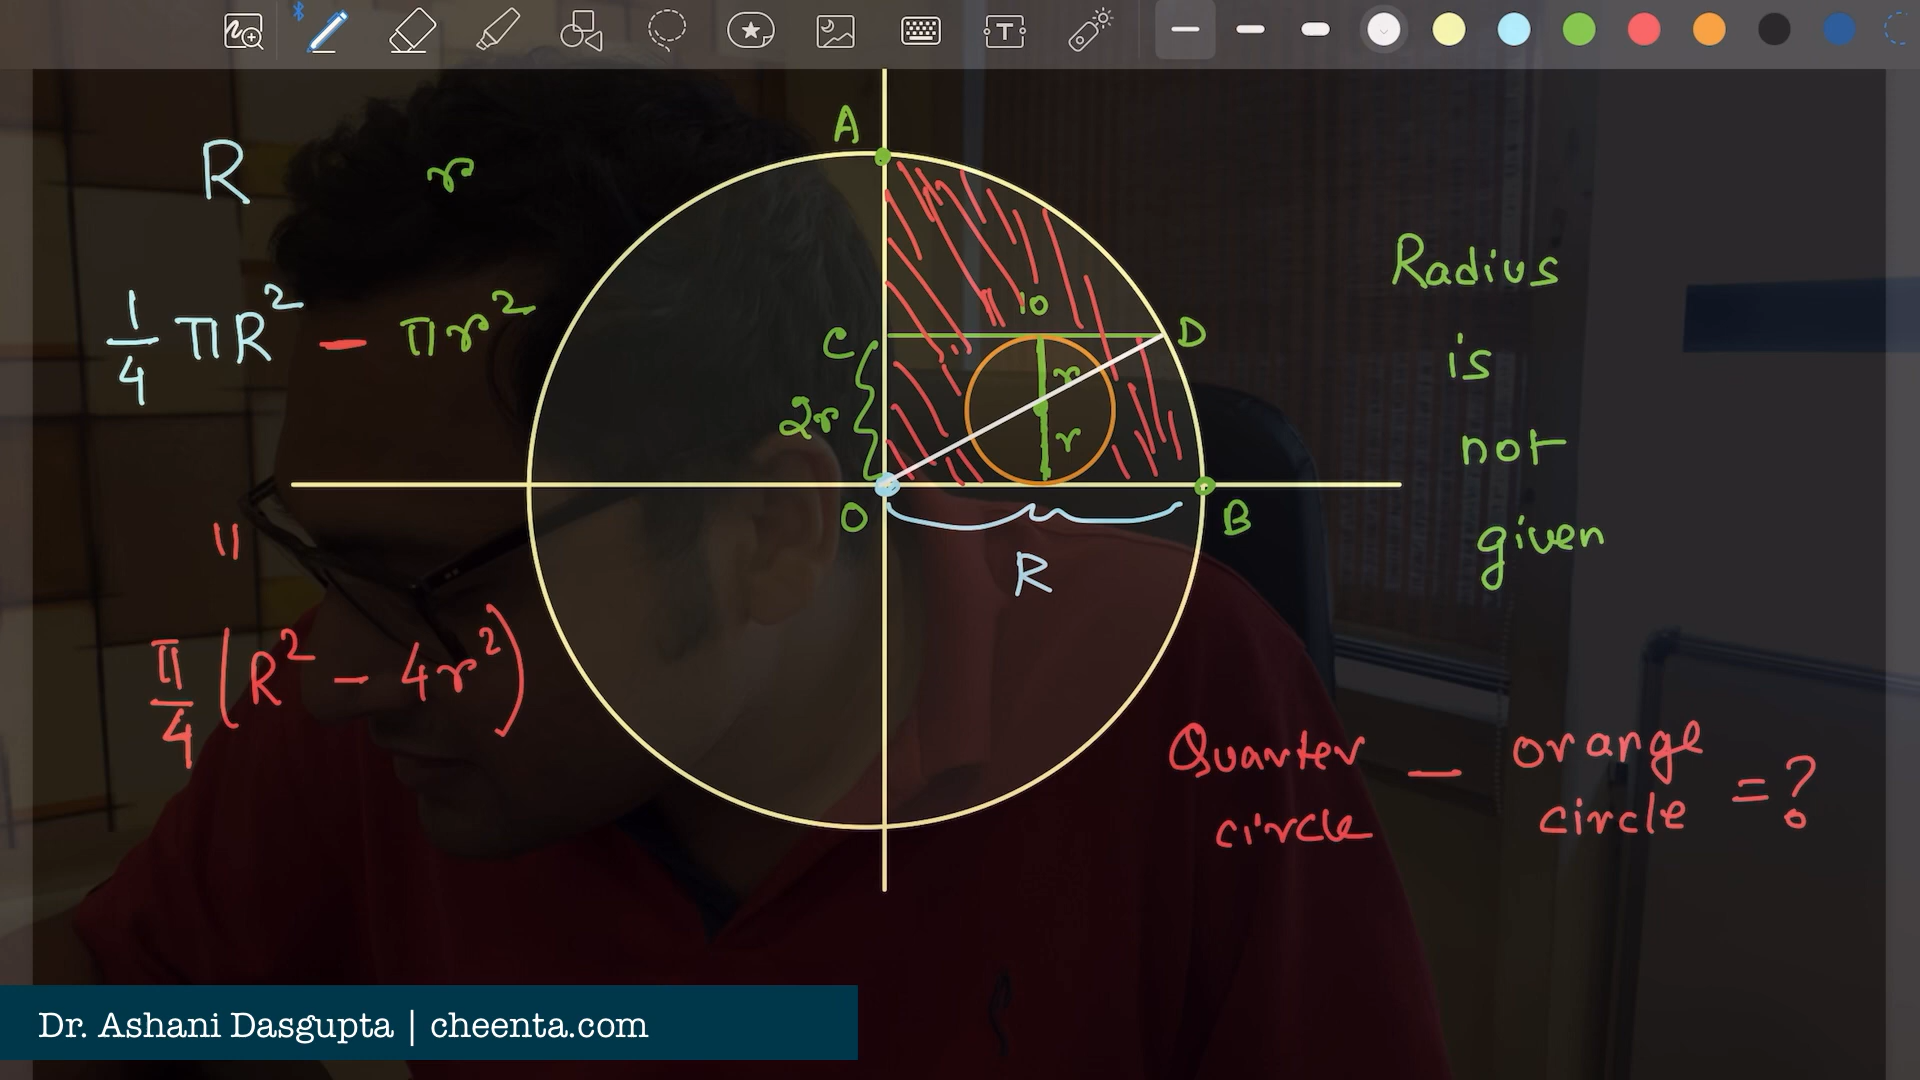 T
R
r
A
Radius
is
not
given
1/4 πR² - πr²
10
C
D
r
2r
r
O
B
R
"
π/4 (R² - 4r²)
Quarter circle - orange circle = ?
Dr. Ashani Dasgupta | cheenta.com